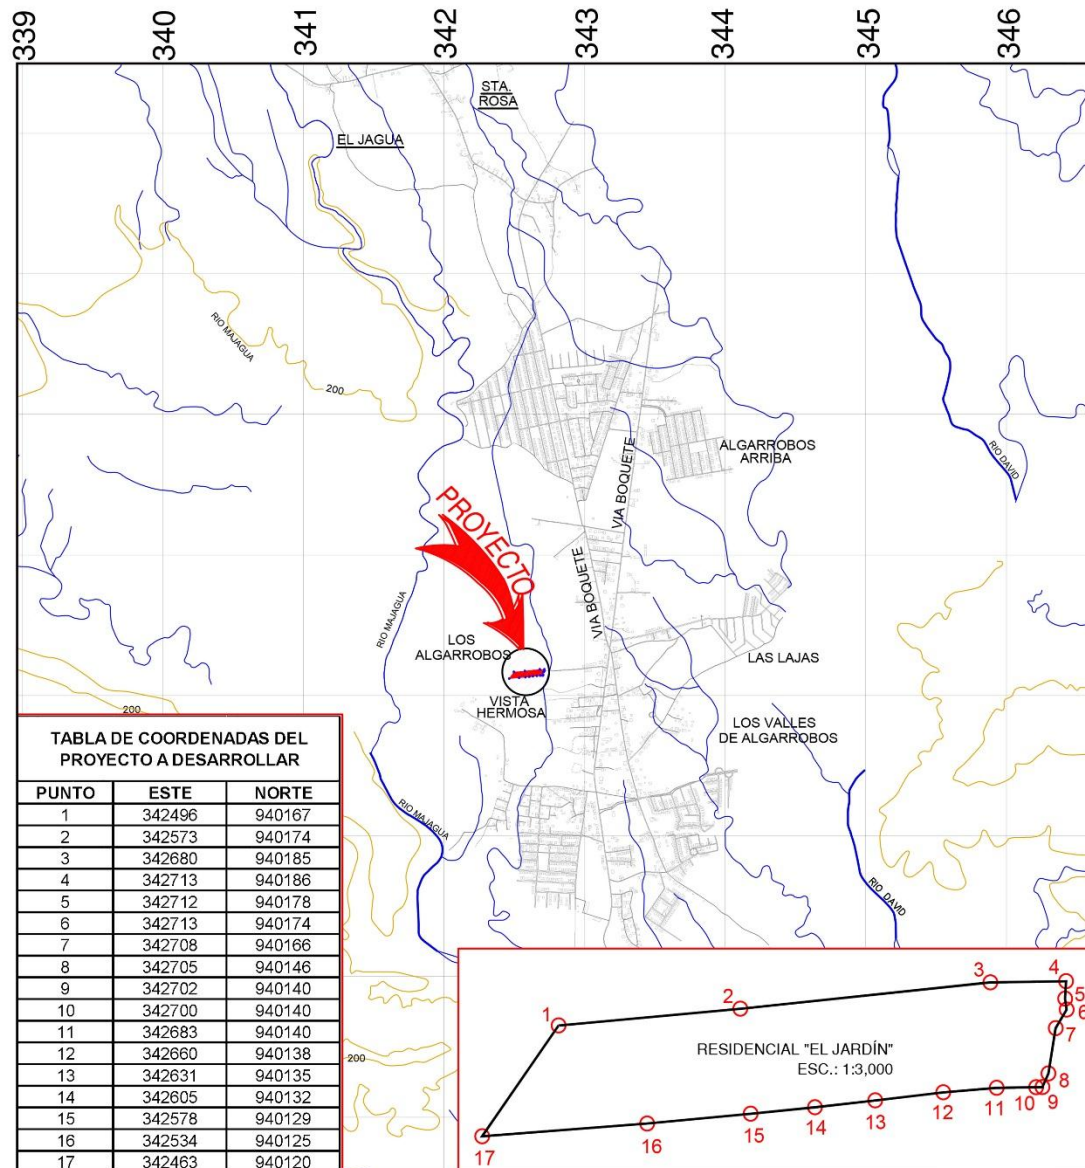 339 340 341 342 343 344 345 346
STA.
ROSA
EL JAGUA
RIO MAJAGUA
200
VIA BOQUETE
ALGARROBOS
ARRIBA
RIO DAVID
PROYECTO
VIA BOQUETE
RIO MAJAGUA
LOS
ALGARROBOS
LAS LAJAS
VISTA
HERMOSA
LOS VALLES
DE ALGARROBOS
200
RIO MAJAGUA
RIO DAVID
200
TABLA DE COORDENADAS DEL
PROYECTO A DESARROLLAR
PUNTO ESTE NORTE
1 342496 940167
2 342573 940174
3 342680 940185
4 342713 940186
5 342712 940178
6 342713 940174
7 342708 940166
8 342705 940146
9 342702 940140
10 342700 940140
11 342683 940140
12 342660 940138
13 342631 940135
14 342605 940132
15 342578 940129
16 342534 940125
17 342463 940120
1
2
3
4
5
6
7
RESIDENCIAL "EL JARDÍN"
ESC.: 1:3,000
8
9
10
11
12
13
14
15
16
17